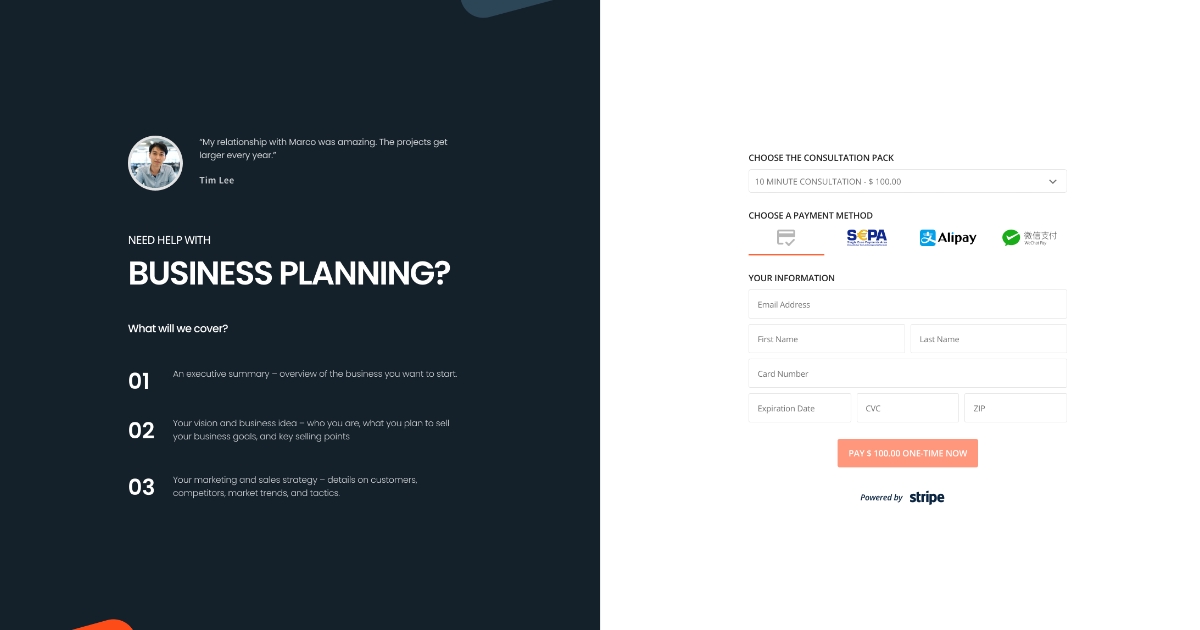 “My relationship with Marco was amazing. The projects get
larger every year.”
Tim Lee
NEED HELP WITH
BUSINESS PLANNING?
What will we cover?
01
An executive summary – overview of the business you want to start.
02
Your vision and business idea – who you are, what you plan to sell
your business goals, and key selling points
03
Your marketing and sales strategy – details on customers,
competitors, market trends, and tactics.
CHOOSE THE CONSULTATION PACK
10 MINUTE CONSULTATION - $ 100.00
CHOOSE A PAYMENT METHOD
S€PA
Alipay
微信支付
WeChat Pay
YOUR INFORMATION
Email Address
First Name
Last Name
Card Number
Expiration Date
CVC
ZIP
PAY $ 100.00 ONE-TIME NOW
Powered by stripe